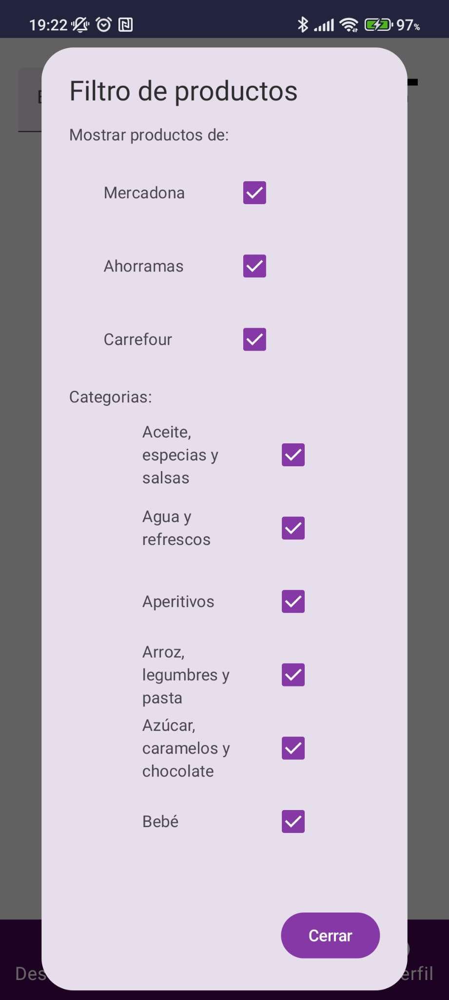 19:22 97%
Filtro de productos
Mostrar productos de:
Mercadona
Ahorramas
Carrefour
Categorias:
Aceite,
especias y
salsas
Agua y
refrescos
Aperitivos
Arroz,
legumbres y
pasta
Azúcar,
caramelos y
chocolate
Bebé
Cerrar
Des erfil